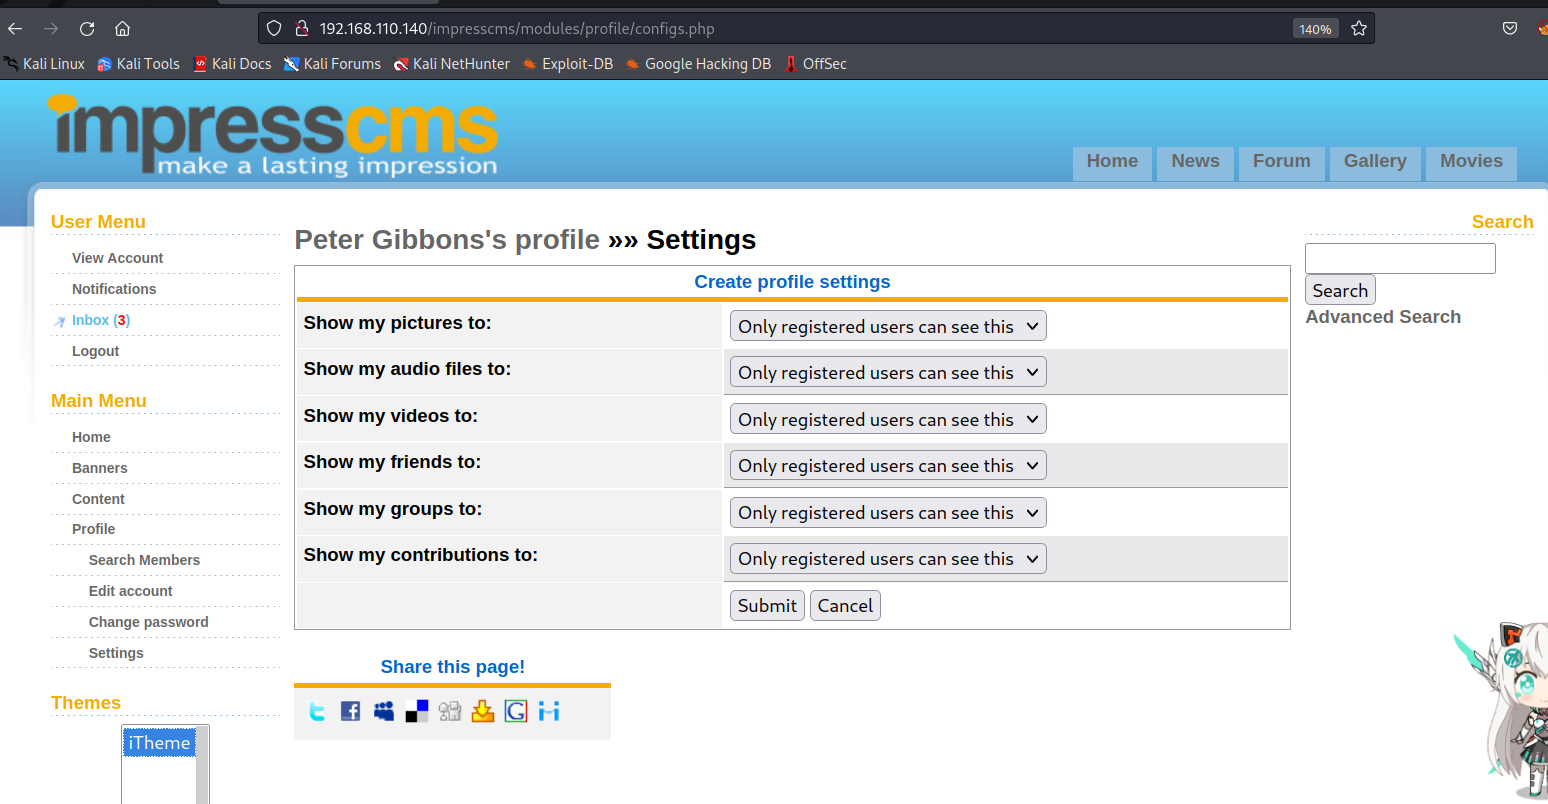 192.168.110.140/impresscms/modules/profile/configs.php
140%
Kali Linux
Kali Tools
Kali Docs
Kali Forums
Kali NetHunter
Exploit-DB
Google Hacking DB
OffSec
impresscms
make a lasting impression
Home
News
Forum
Gallery
Movies
User Menu
View Account
Notifications
Inbox (3)
Logout
Main Menu
Home
Banners
Content
Profile
Search Members
Edit account
Change password
Settings
Themes
iTheme
Peter Gibbons's profile »» Settings
Create profile settings
Show my pictures to: Only registered users can see this
Show my audio files to: Only registered users can see this
Show my videos to: Only registered users can see this
Show my friends to: Only registered users can see this
Show my groups to: Only registered users can see this
Show my contributions to: Only registered users can see this
Submit Cancel
Share this page!
Search
Search
Advanced Search